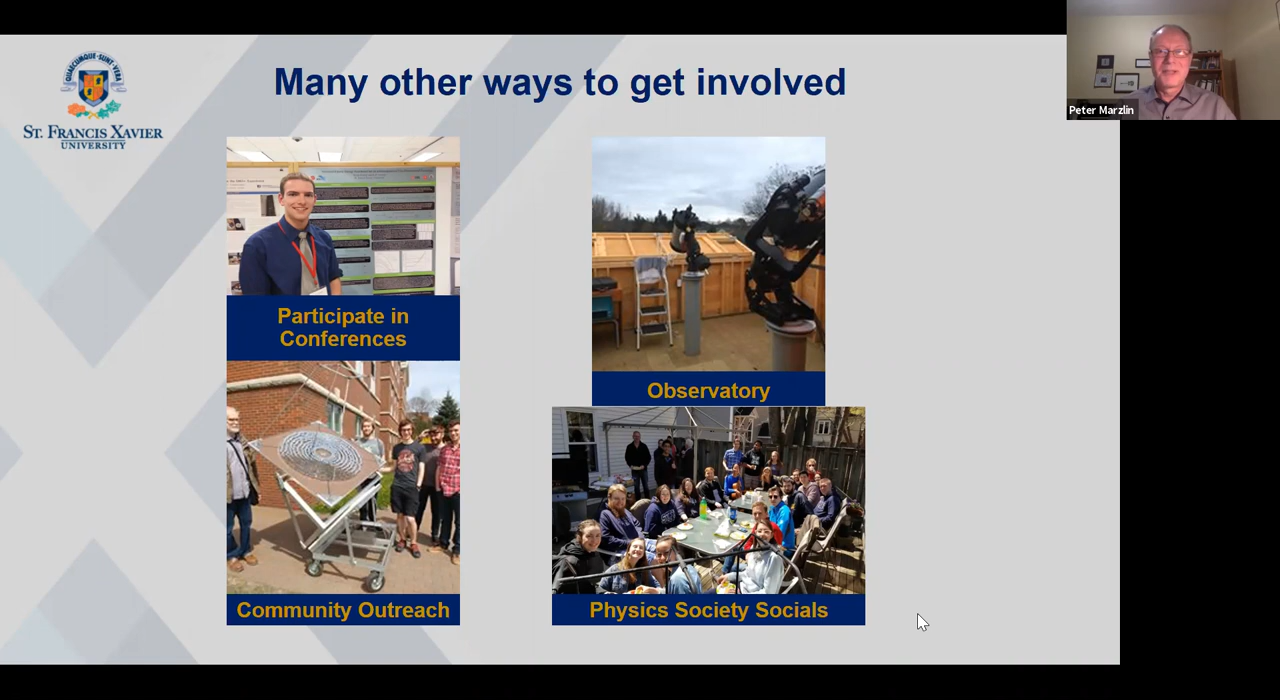 QUAECUMQUE · SUNT · VERA
ST. FRANCIS XAVIER
UNIVERSITY
Many other ways to get involved
Peter Marzlin
Participate in
Conferences
Observatory
Community Outreach
Physics Society Socials